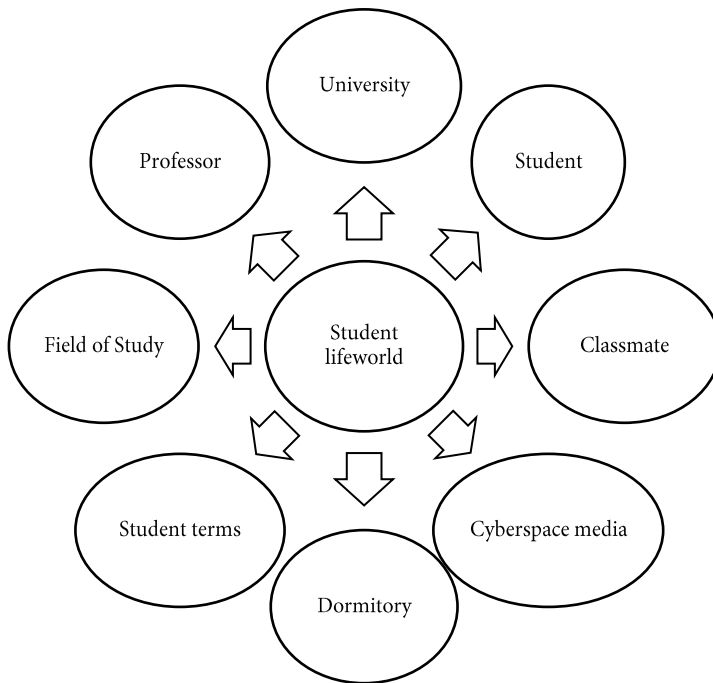 University
Professor
Student
Field of Study
Student
lifeworld
Classmate
Student terms
Cyberspace media
Dormitory